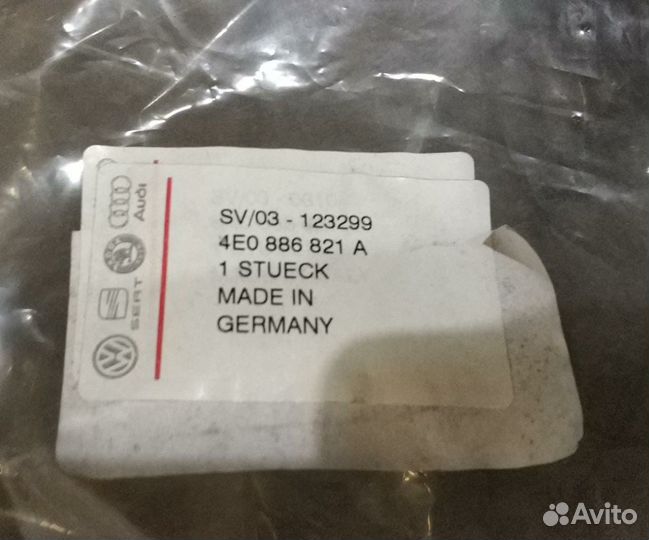 Audi
SEAT
SV/03 - 123299
4E0 886 821 A
1 STUECK
MADE IN
GERMANY
Avito